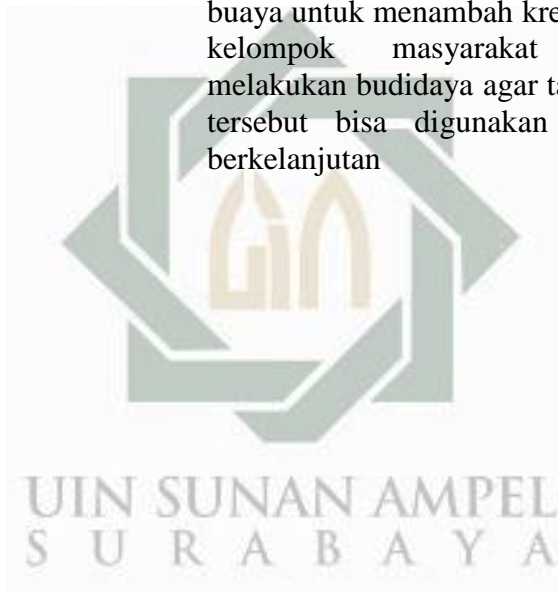 buaya untuk menambah kre
kelompok masyarakat
melakukan budidaya agar ta
tersebut bisa digunakan
berkelanjutan
UIN SUNAN AMPEL
S U R A B A Y A